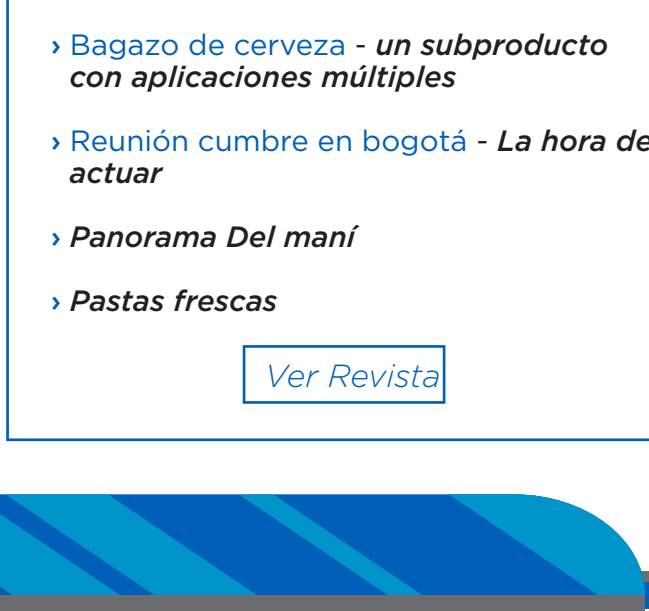 › Bagazo de cerveza - un subproducto
con aplicaciones múltiples
› Reunión cumbre en bogotá - La hora de
actuar
› Panorama Del maní
› Pastas frescas
Ver Revista